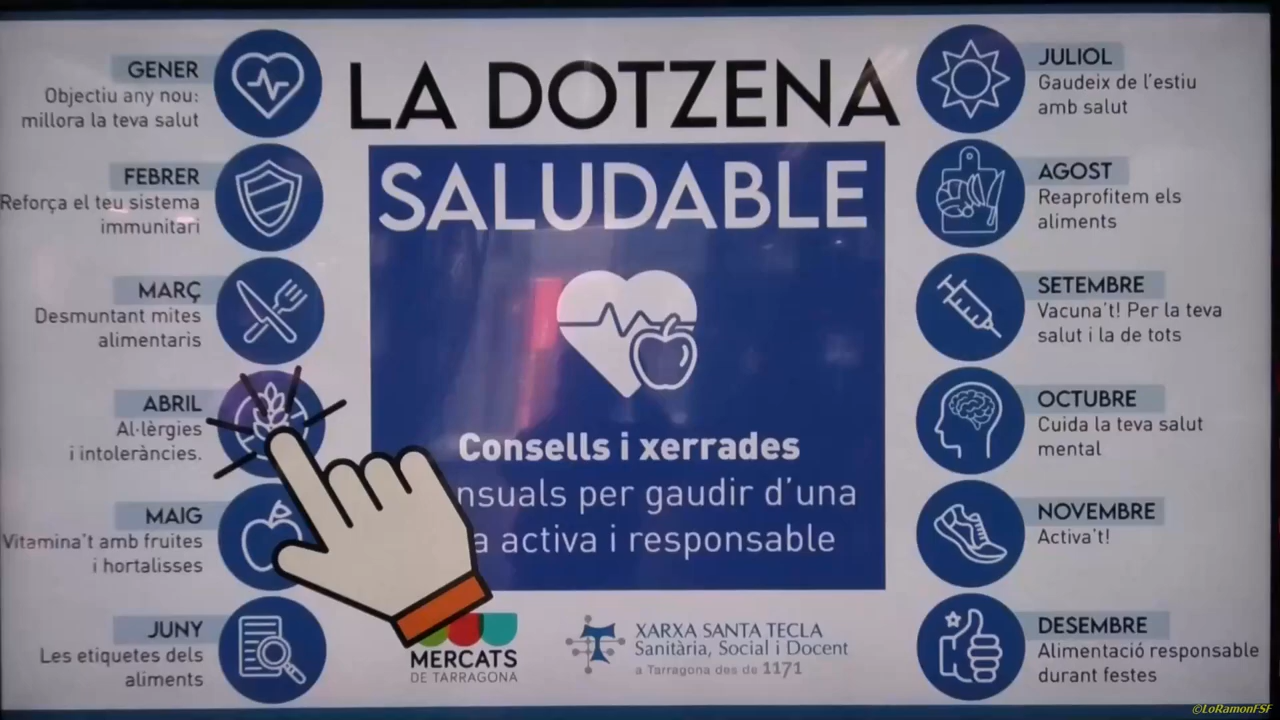 LA DOTZENA
SALUDABLE
GENER
Objectiu any nou:
millora la teva salut
FEBRER
Reforça el teu sistema
immunitari
MARÇ
Desmuntant mites
alimentaris
ABRIL
Al·lèrgies
i intoleràncies.
MAIG
Vitamina't amb fruites
i hortalisses
JUNY
Les etiquetes dels
aliments
Consells i xerrades
nsuals per gaudir d'una
a activa i responsable
MERCATS
DE TARRAGONA
XARXA SANTA TECLA
Sanitària, Social i Docent
a Tarragona des de 1171
JULIOL
Gaudeix de l'estiu
amb salut
AGOST
Reaprofitem els
aliments
SETEMBRE
Vacuna't! Per la teva
salut i la de tots
OCTUBRE
Cuida la teva salut
mental
NOVEMBRE
Activa't!
DESEMBRE
Alimentació responsable
durant festes
©LoRamonFSF